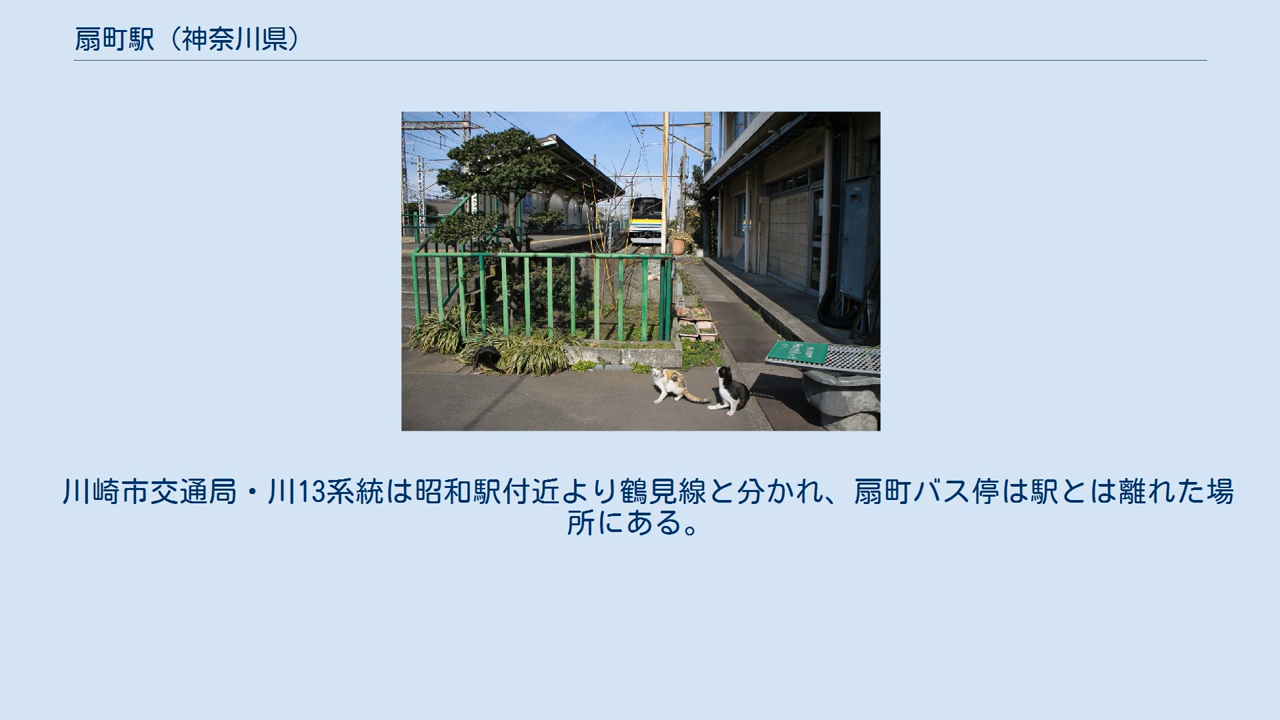 扇町駅（神奈川県）
川崎市交通局・川13系統は昭和駅付近より鶴見線と分かれ、扇町バス停は駅とは離れた場
所にある。